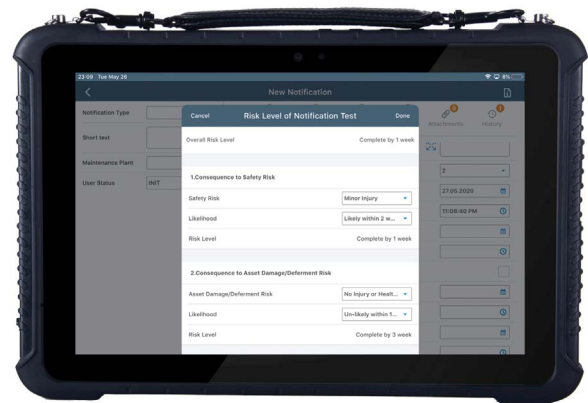 23:09 Tue May 26
8%
New Notification
Notification Type
Short text
Maintenance Plant
User Status INIT
Cancel Risk Level of Notification Test Done
Overall Risk Level Complete by 1 week
1.Consequence to Safety Risk
Safety Risk Minor Injury
Likelihood Likely within 2 w...
Risk Level Complete by 1 week
2.Consequence to Asset Damage/Deferment Risk
Asset Damage/Deferment Risk No Injury or Healt...
Likelihood Un-likely within 1...
Risk Level Complete by 3 week
Attachments History
27.05.2020
11:08:40 PM